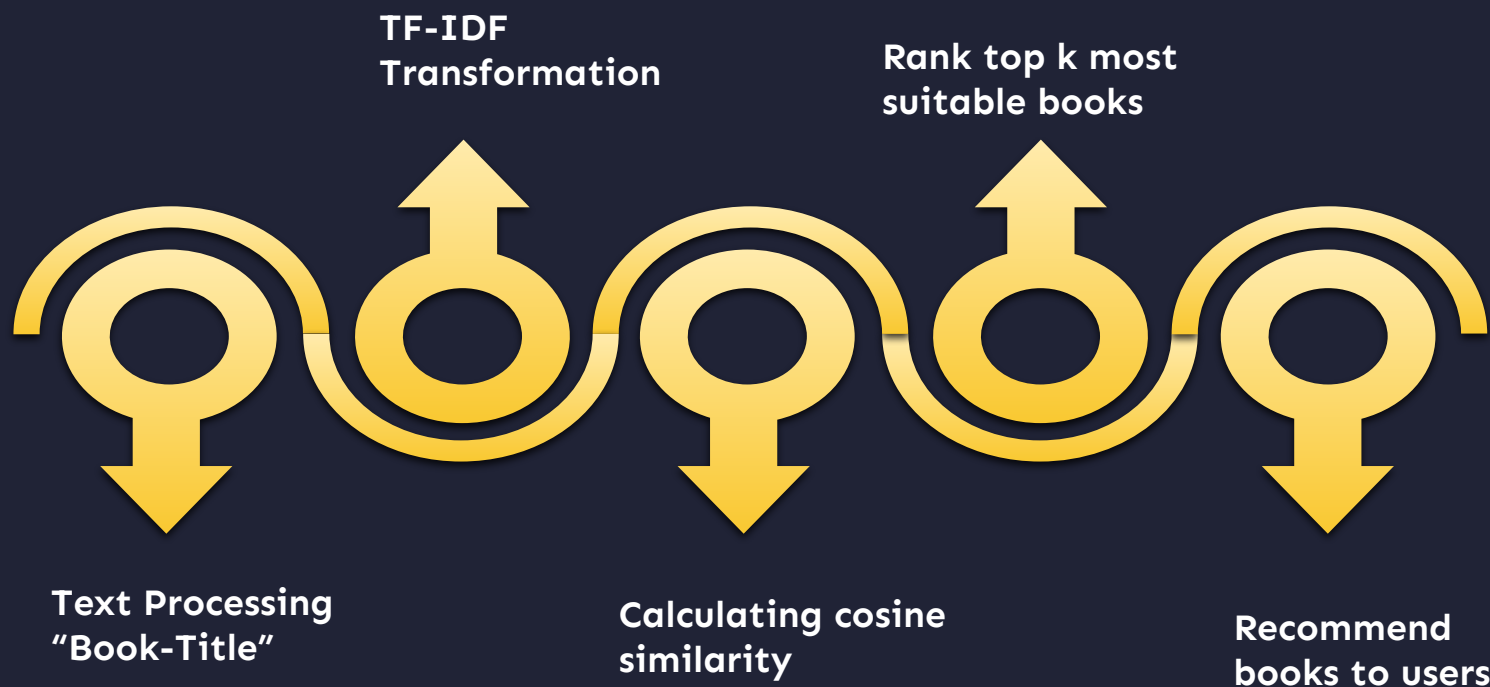 TF-IDF
Transformation
Rank top k most
suitable books
Text Processing
“Book-Title”
Calculating cosine
similarity
Recommend
books to users